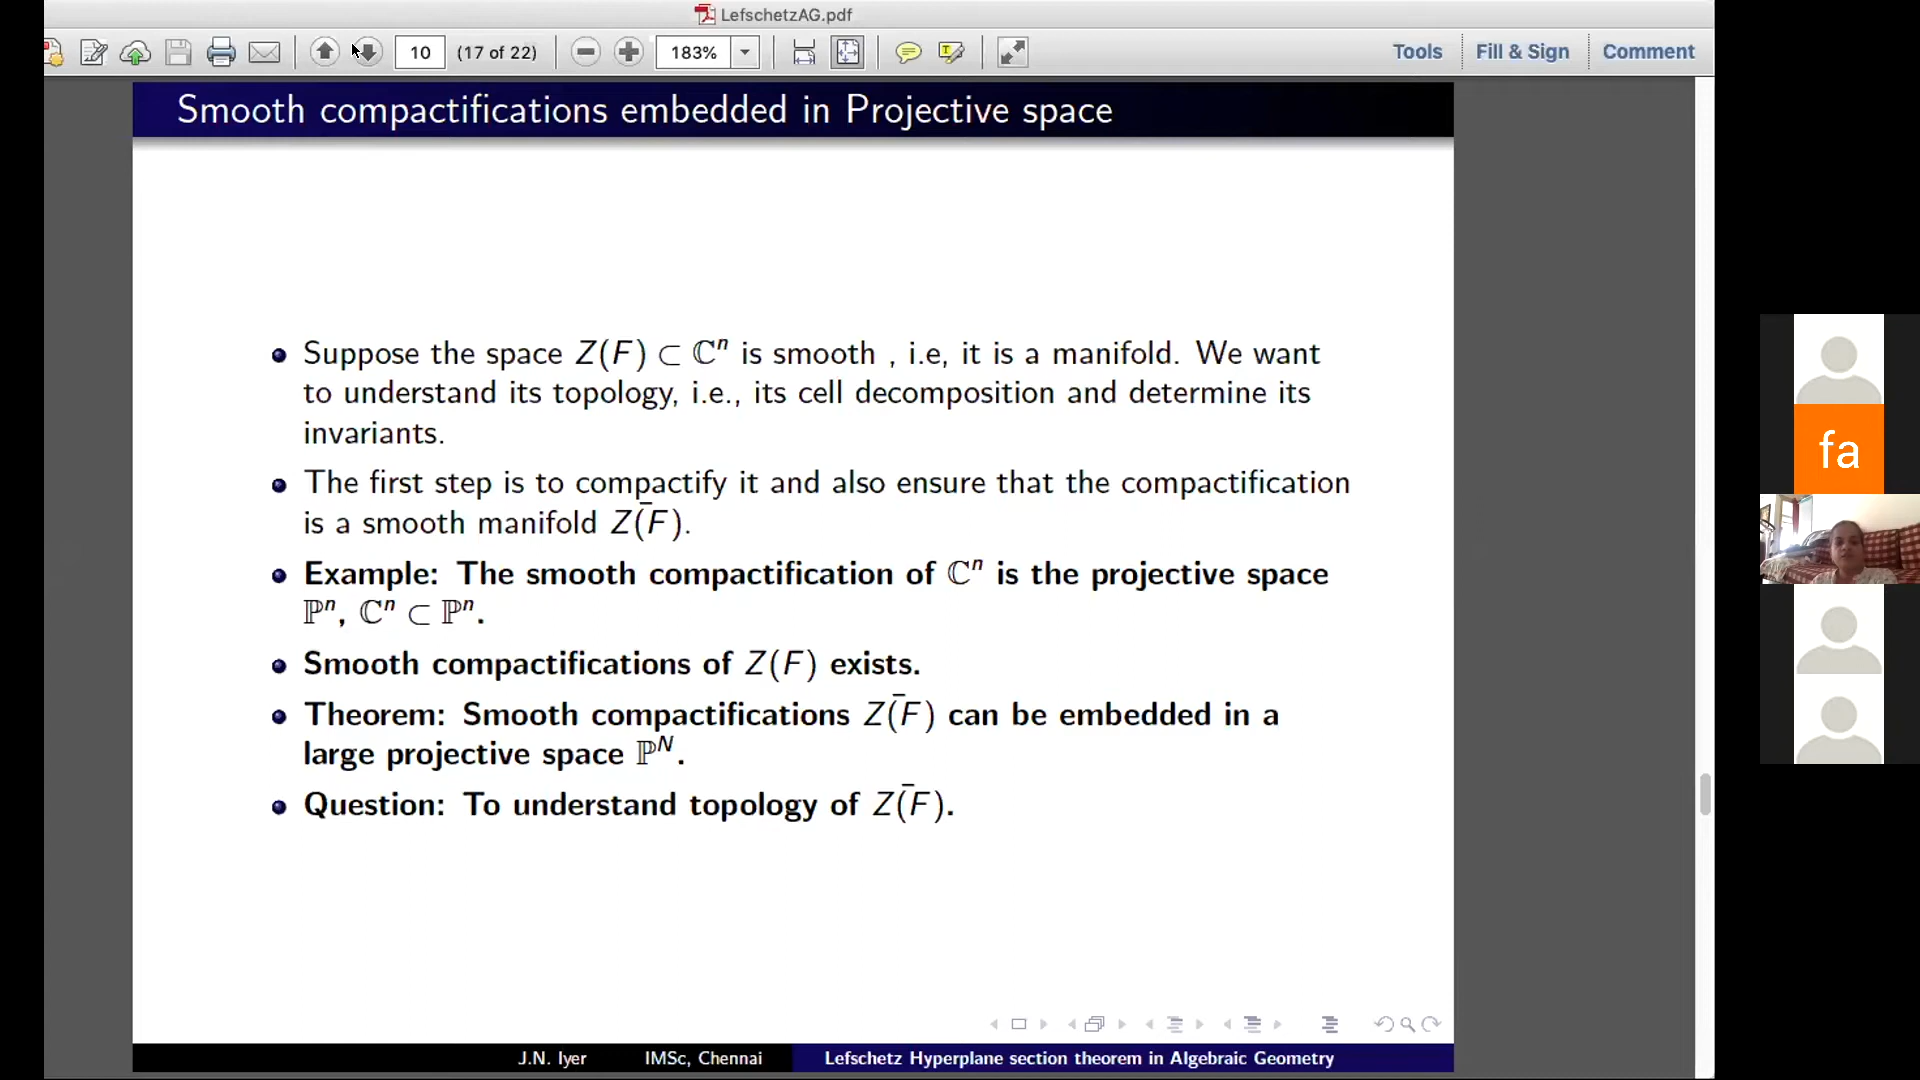 LefschetzAG.pdf
10 (17 of 22) 183% Tools Fill & Sign Comment
Smooth compactifications embedded in Projective space
Suppose the space Z(F) ⊂ ℂⁿ is smooth , i.e, it is a manifold. We want
to understand its topology, i.e., its cell decomposition and determine its
invariants.
The first step is to compactify it and also ensure that the compactification
is a smooth manifold Z(̄F).
Example: The smooth compactification of ℂⁿ is the projective space
ℙⁿ, ℂⁿ ⊂ ℙⁿ.
Smooth compactifications of Z(F) exists.
Theorem: Smooth compactifications Z(̄F) can be embedded in a
large projective space ℙᴺ.
Question: To understand topology of Z(̄F).
J.N. Iyer IMSc, Chennai Lefschetz Hyperplane section theorem in Algebraic Geometry
fa